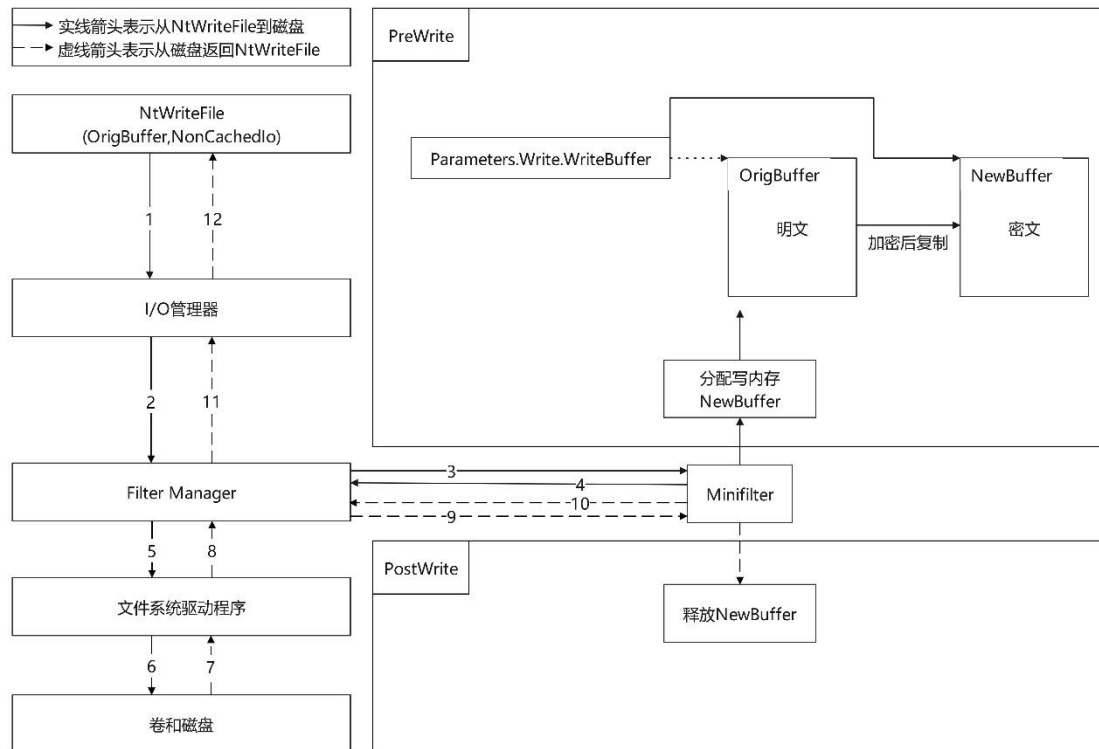 实线箭头表示从NtWriteFile到磁盘
虚线箭头表示从磁盘返回NtWriteFile
NtWriteFile
(OrigBuffer,NonCachedIo)
1
12
I/O管理器
2
11
Filter Manager
3
4
10
9
5
8
文件系统驱动程序
6
7
卷和磁盘
PreWrite
Parameters.Write.WriteBuffer
OrigBuffer
明文
加密后复制
NewBuffer
密文
分配写内存
NewBuffer
Minifilter
PostWrite
释放NewBuffer